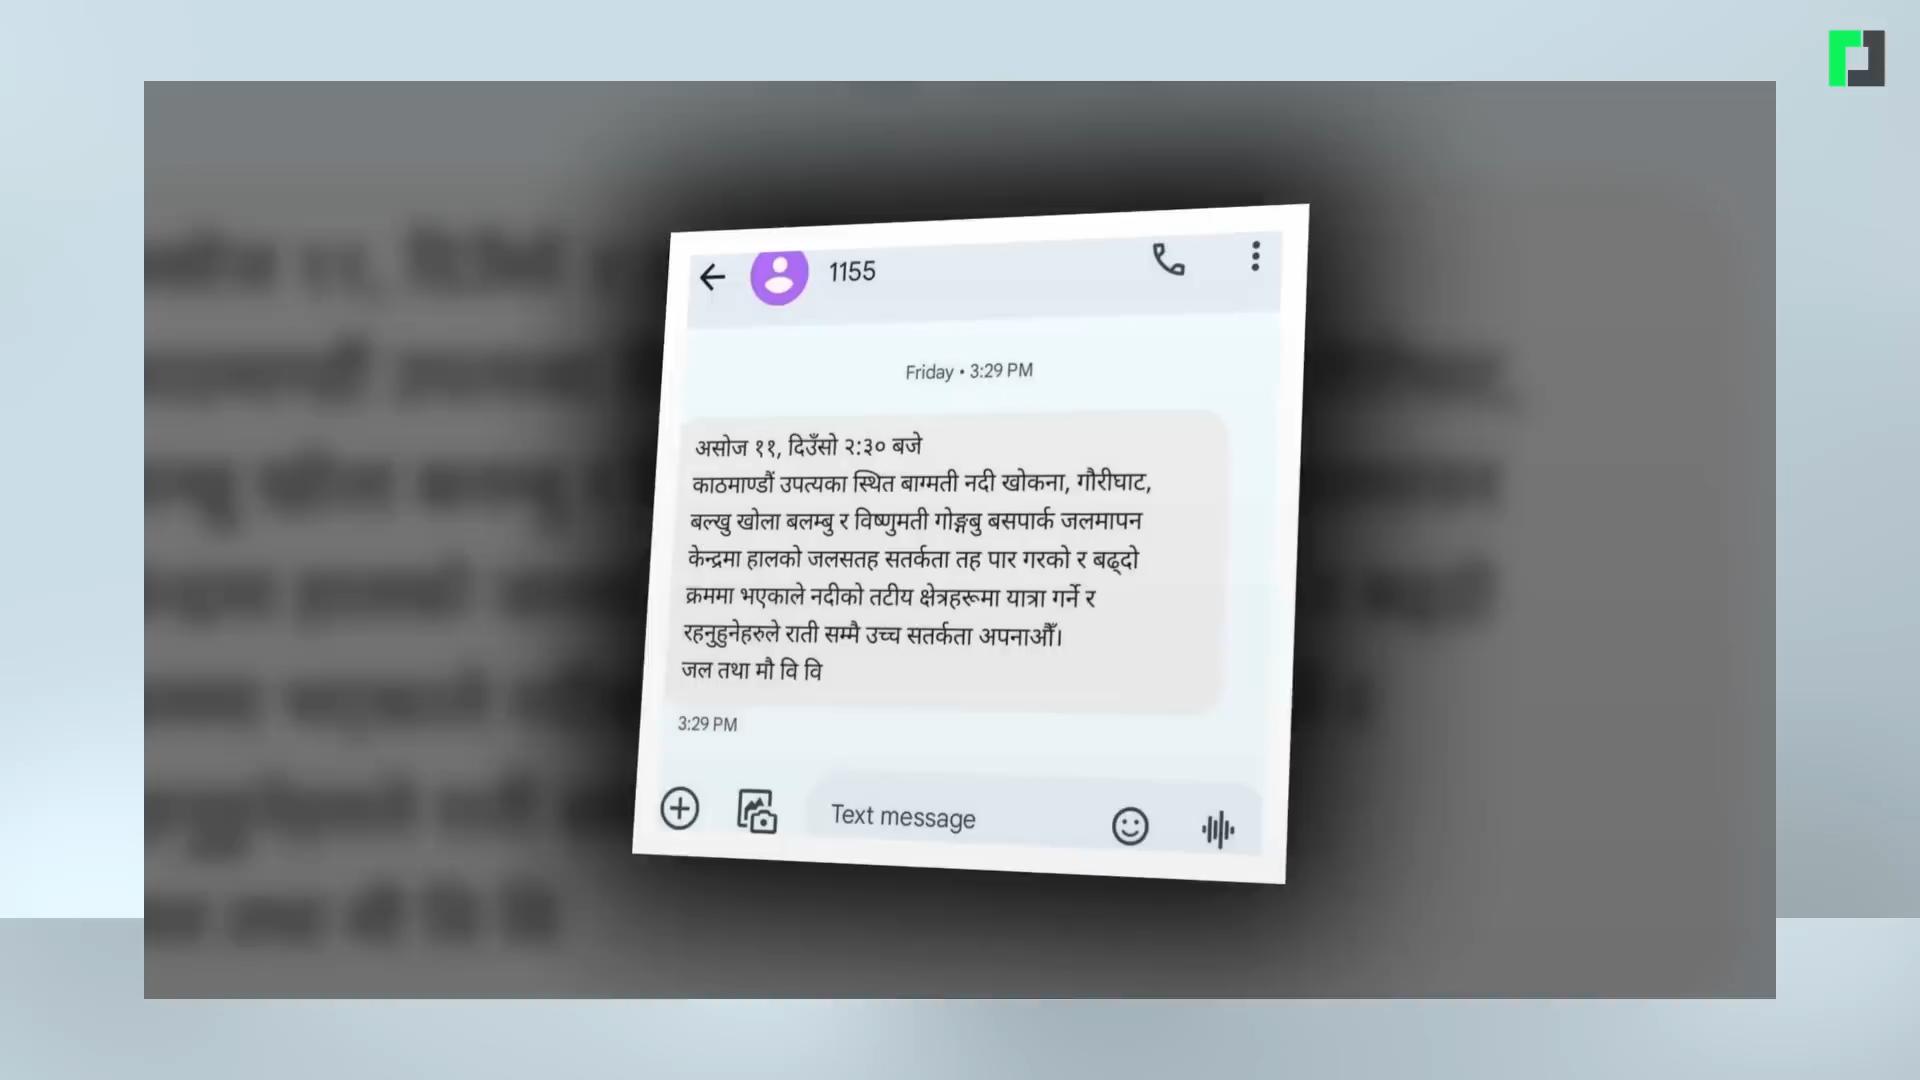 1155
Friday • 3:29 PM
असोज ११, दिउँसो २:३० बजे
काठमाण्डौं उपत्यका स्थित बाग्मती नदी खोकना, गौरीघाट,
बल्खु खोला बलम्बु र विष्णुमती गोङ्गबु बसपार्क जलमापन
केन्द्रमा हालको जलसतह सतर्कता तह पार गरको र बढ्दो
क्रममा भएकाले नदीको तटीय क्षेत्रहरूमा यात्रा गर्ने र
रहनुहुनेहरुले राती सम्मै उच्च सतर्कता अपनाऔँ।
जल तथा मौ वि वि
3:29 PM
Text message